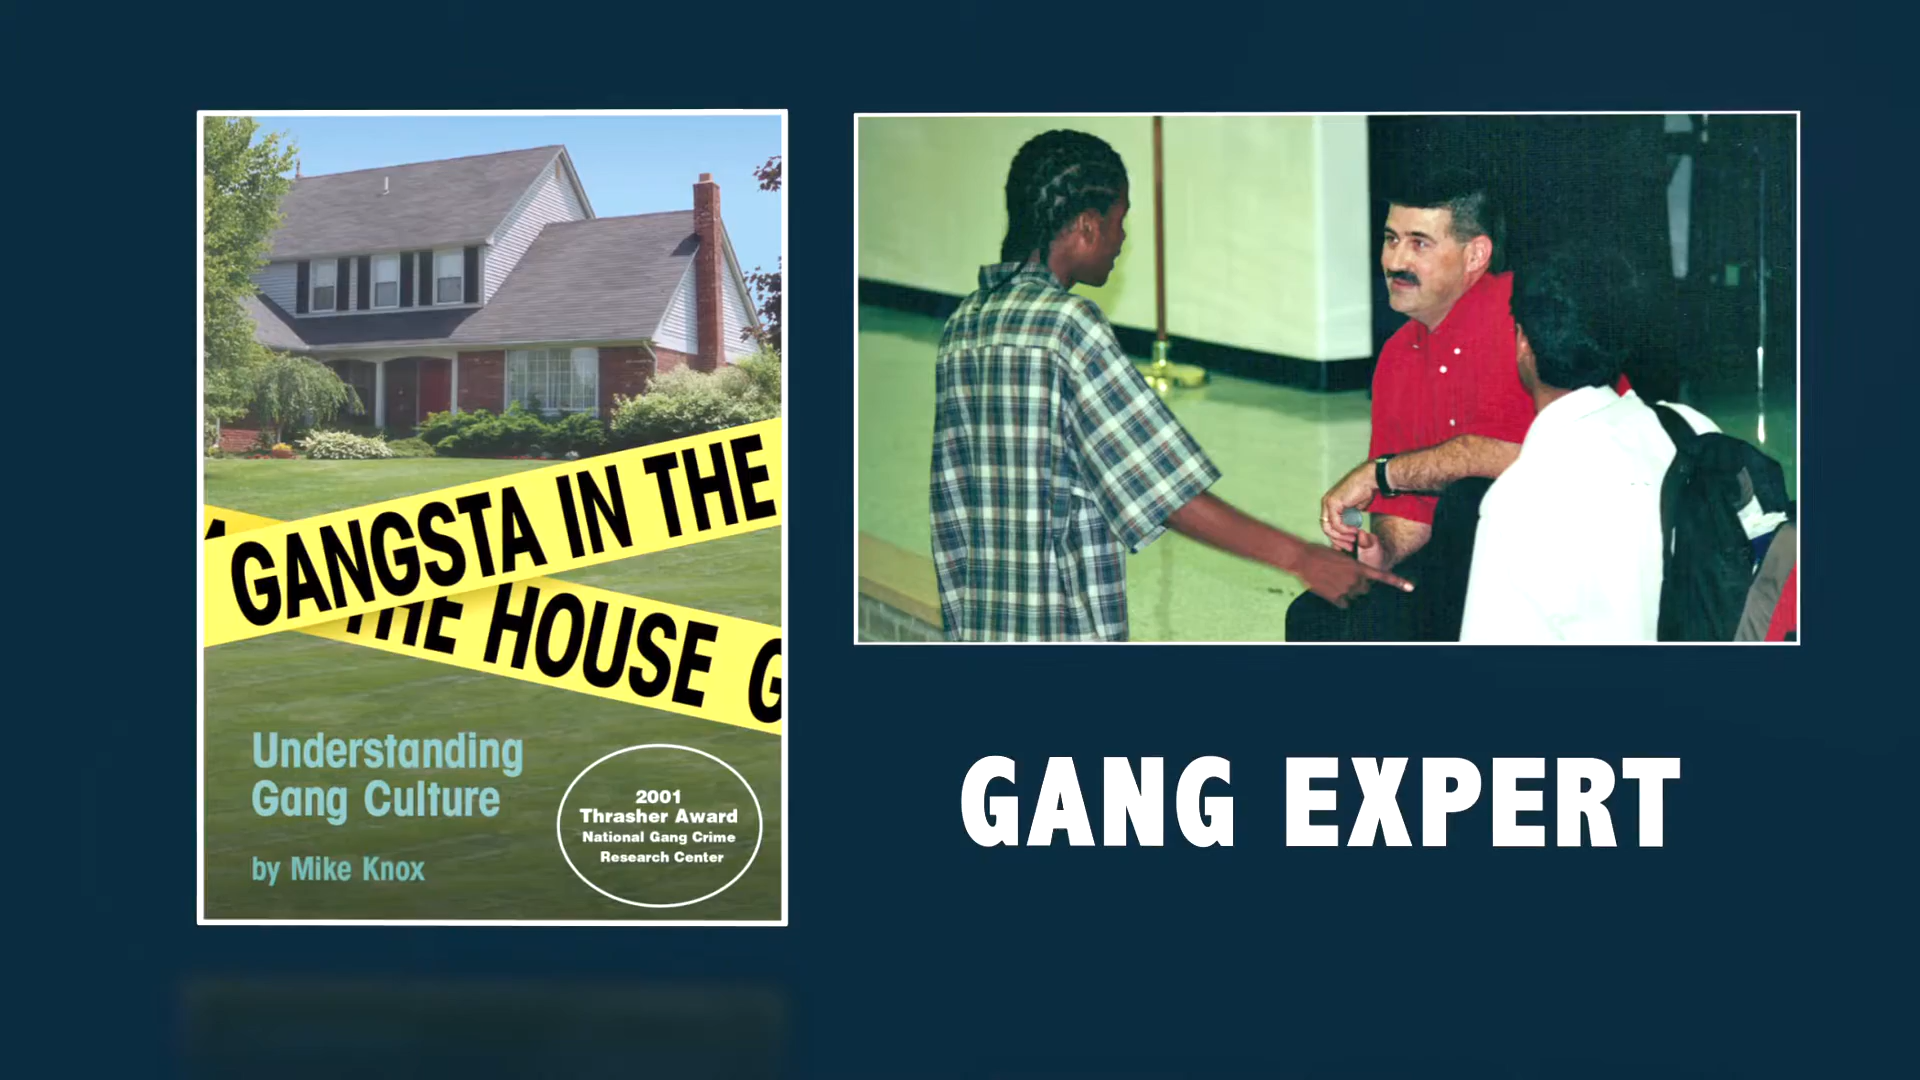 GANGSTA IN THE
THE HOUSE G
Understanding
Gang Culture
by Mike Knox
2001
Thrasher Award
National Gang Crime
Research Center
GANG EXPERT